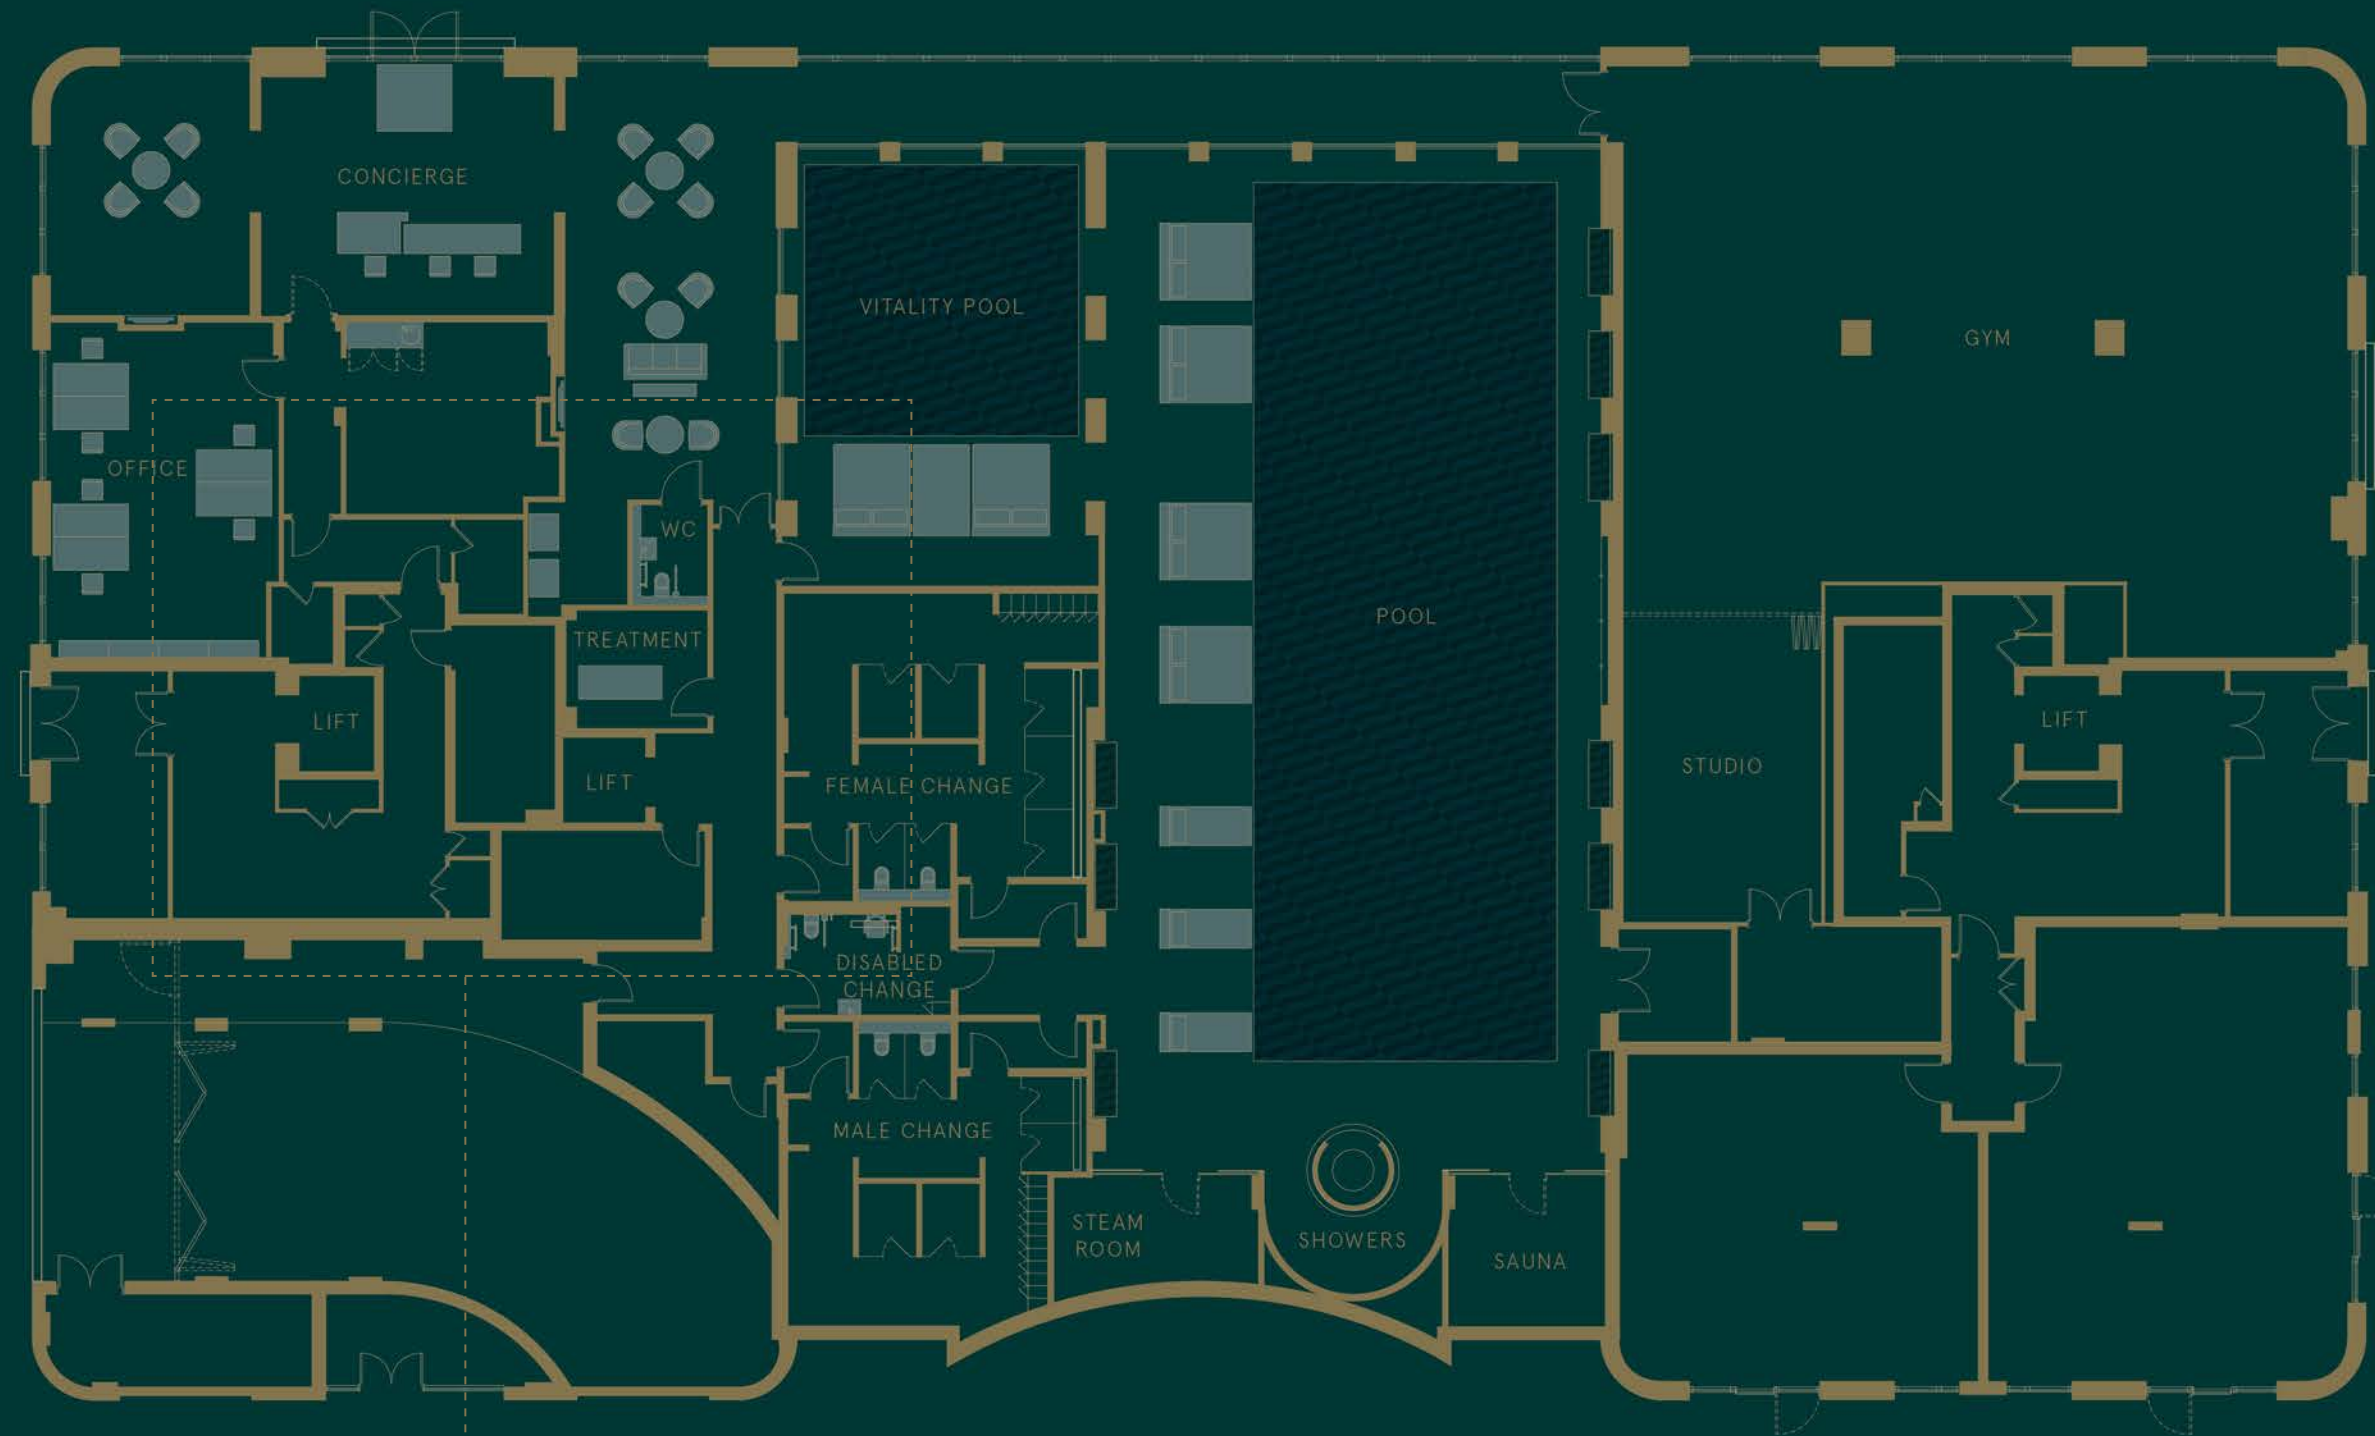 CONCIERGE
VITALITY POOL
GYM
OFFICE
WC
POOL
TREATMENT
LIFT
LIFT
STUDIO
LIFT
FEMALE CHANGE
DISABLED
CHANGE
MALE CHANGE
STEAM
ROOM
SHOWERS
SAUNA